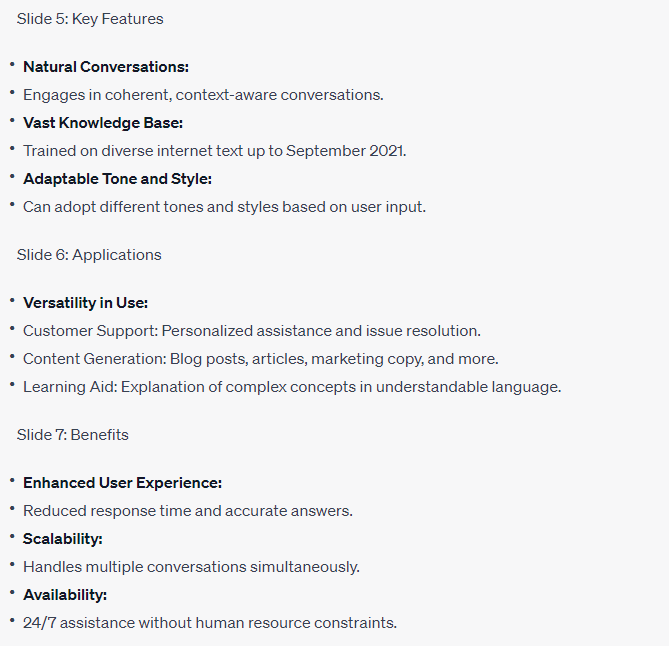 Slide 5: Key Features
• Natural Conversations:
• Engages in coherent, context-aware conversations.
• Vast Knowledge Base:
• Trained on diverse internet text up to September 2021.
• Adaptable Tone and Style:
• Can adopt different tones and styles based on user input.
Slide 6: Applications
• Versatility in Use:
• Customer Support: Personalized assistance and issue resolution.
• Content Generation: Blog posts, articles, marketing copy, and more.
• Learning Aid: Explanation of complex concepts in understandable language.
Slide 7: Benefits
• Enhanced User Experience:
• Reduced response time and accurate answers.
• Scalability:
• Handles multiple conversations simultaneously.
• Availability:
• 24/7 assistance without human resource constraints.